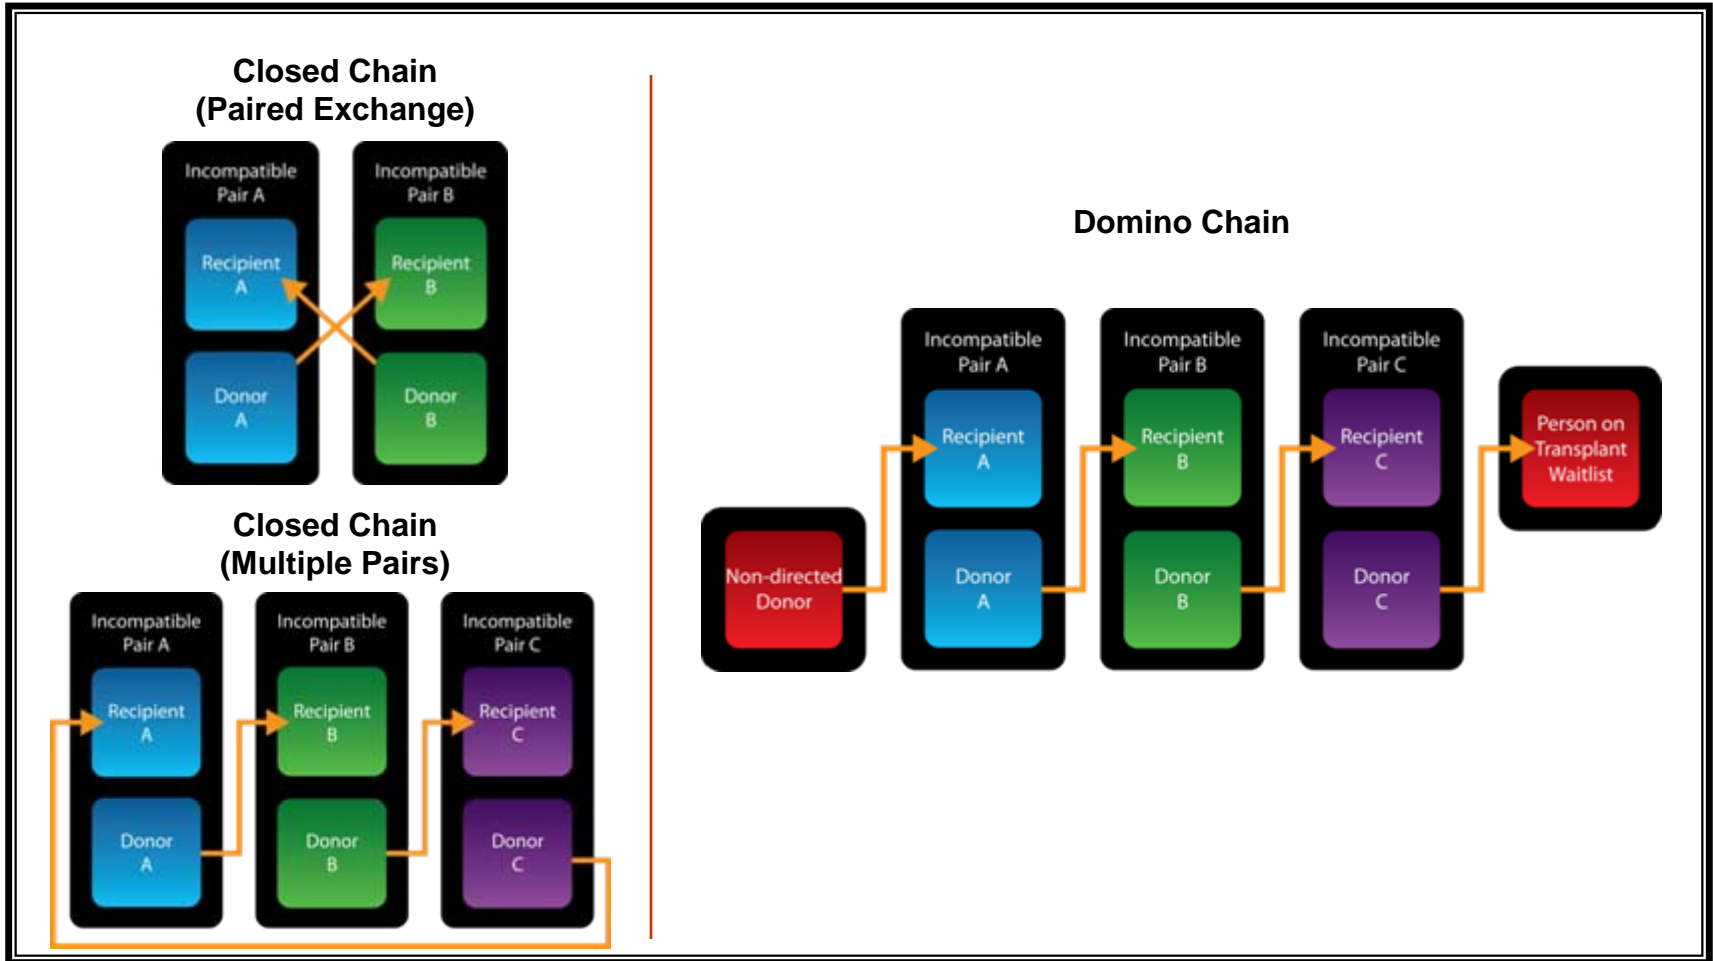 Closed Chain
(Paired Exchange)
Incompatible
Pair A
Recipient
A
Donor
A
Incompatible
Pair B
Recipient
B
Donor
B
Closed Chain
(Multiple Pairs)
Incompatible
Pair A
Recipient
A
Donor
A
Incompatible
Pair B
Recipient
B
Donor
B
Incompatible
Pair C
Recipient
C
Donor
C
Domino Chain
Non-directed
Donor
Incompatible
Pair A
Recipient
A
Donor
A
Incompatible
Pair B
Recipient
B
Donor
B
Incompatible
Pair C
Recipient
C
Donor
C
Person on
Transplant
Waitlist